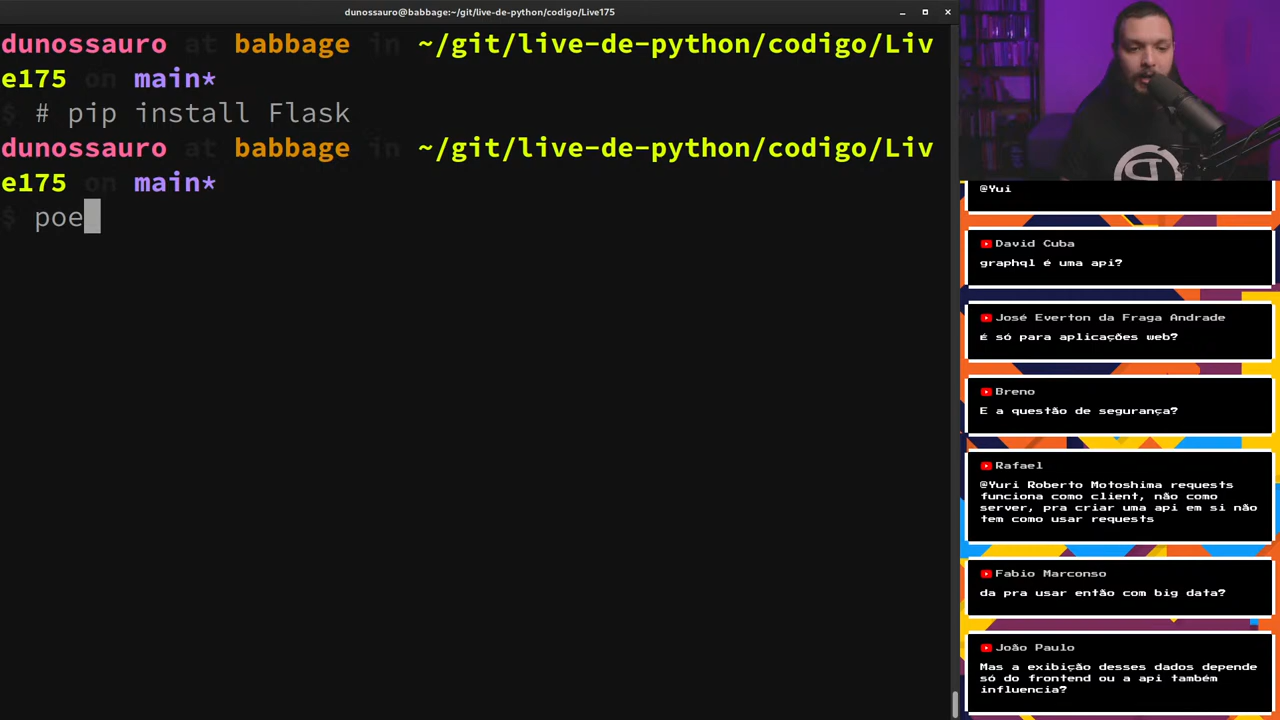 dunossauro@babbage:~/git/live-de-python/codigo/Live175
dunossauro at babbage in ~/git/live-de-python/codigo/Liv
e175 on main*
$ # pip install Flask
dunossauro at babbage in ~/git/live-de-python/codigo/Liv
e175 on main*
$ poe
@Yui
David Cuba
graphql é uma api?
José Everton da Fraga Andrade
É só para aplicações web?
Breno
E a questão de segurança?
Rafael
@Yuri Roberto Motoshima requests
funciona como client, não como
server, pra criar uma api em si não
tem como usar requests
Fabio Marconso
da pra usar então com big data?
João Paulo
Mas a exibição desses dados depende
só do frontend ou a api também
influencia?